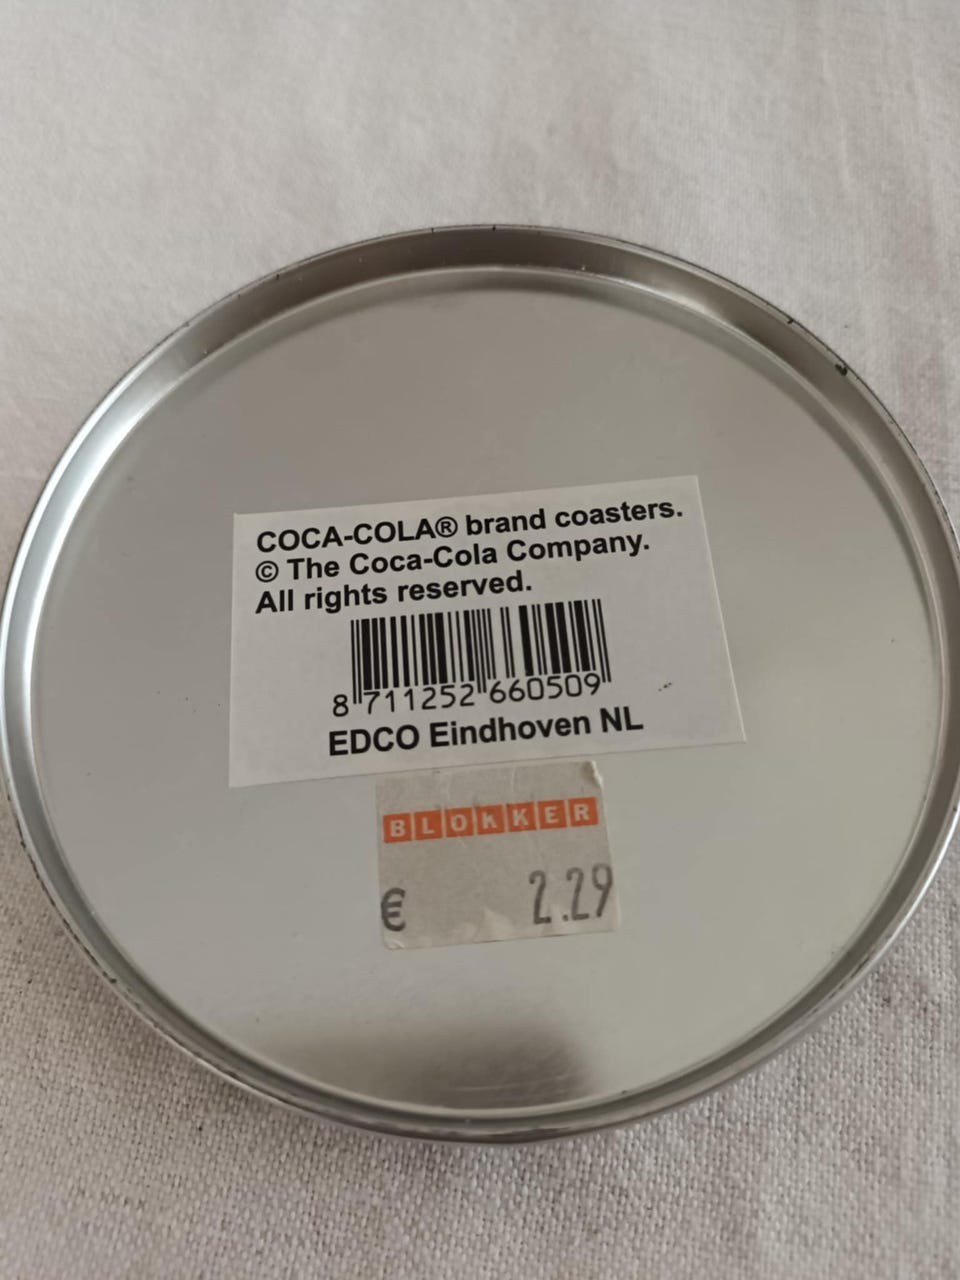 COCA-COLA® brand coasters.
© The Coca-Cola Company.
All rights reserved.
8 711252 660509
EDCO Eindhoven NL
BLOKKER
€ 2.29